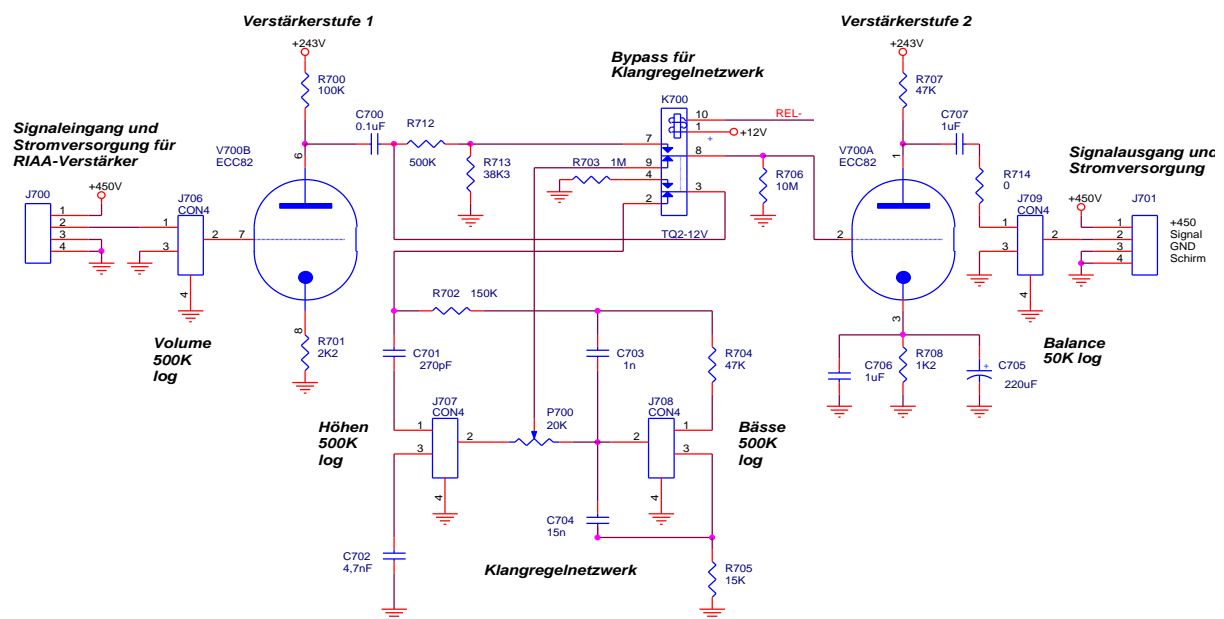 Verstärkerstufe 1
+243V
R700
100K
C700
0.1uF
6
V700B
ECC82
7
8
R701
2K2
Signaleingang und
Stromversorgung für
RIAA-Verstärker
J700
+450V
1
2
3
4
J706
CON4
1
3
2
4
Volume
500K
log
R712
500K
R713
38K3
Bypass für
Klangregelnetzwerk
K700
10
REL-
1
+
+12V
7
8
9
R703 1M
4
3
2
TQ2-12V
R706
10M
Verstärkerstufe 2
+243V
R707
47K
C707
1uF
V700A
ECC82
1
2
3
R714
0
Signalausgang und
Stromversorgung
J709
CON4
1
3
2
4
+450V
J701
1
2
3
4
+450
Signal
GND
Schirm
Balance
50K log
C706
1uF
R708
1K2
+
C705
220uF
R702 150K
C701
270pF
C703
1n
R704
47K
Höhen
500K
log
J707
CON4
1
3
2
4
P700
20K
J708
CON4
2
1
3
4
Bässe
500K
log
C704
15n
C702
4,7nF
Klangregelnetzwerk
R705
15K